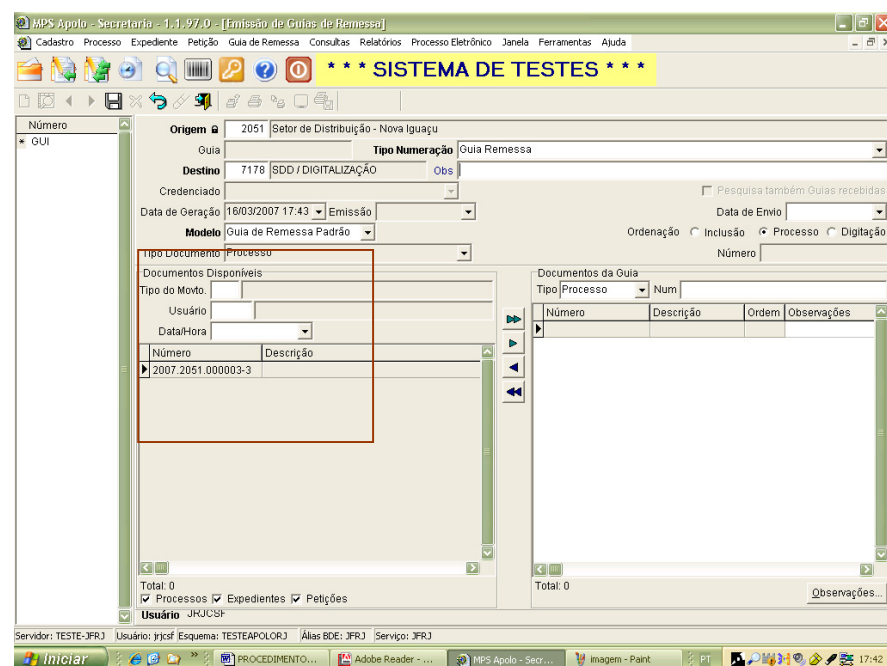 MPS Apolo - Secretaria - 1.1.97.0 - [Emissão de Guias de Remessa]
Cadastro Processo Expediente Petição Guia de Remessa Consultas Relatórios Processo Eletrônico Janela Ferramentas Ajuda
* * * SISTEMA DE TESTES * * *
Número
GUI
Origem 2051 Setor de Distribuição - Nova Iguaçu
Guia Tipo Numeração Guia Remessa
Destino 7178 SDD / DIGITALIZAÇÃO Obs
Credenciado Pesquisa também Guias recebidas
Data de Geração 16/03/2007 17:43 Emissão Data de Envio
Modelo Guia de Remessa Padrão Ordenação Inclusão Processo Digitação
Tipo Documento Processo Número
Documentos Disponíveis
Tipo do Movto.
Usuário
Data/Hora
Número Descrição
2007.2051.000003-3
Total: 0
Processos Expedientes Petições
Usuário JRJCSF
Documentos da Guia
Tipo Processo Num
Número Descrição Ordem Observações
Total: 0
Observações...
Servidor: TESTE-JFRJ Usuário: jrjcsf Esquema: TESTEAPOLORJ Álias BDE: JFRJ Serviço: JFRJ
Iniciar » PROCEDIMENTO... Adobe Reader - ... MPS Apolo - Secr... imagem - Paint PT 17:42